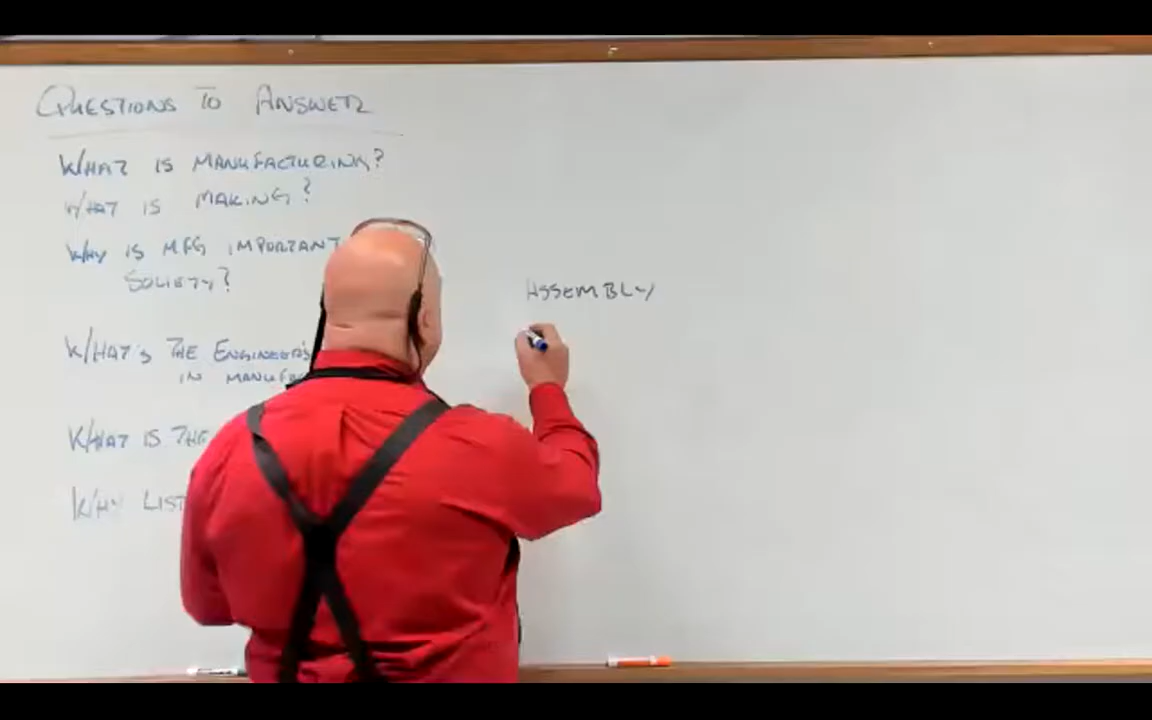 QUESTIONS TO ANSWER
WHAT IS MANUFACTURING?
WHAT IS MAKING?
WHY IS MFG IMPORTANT
SOCIETY?
WHAT'S THE ENGINEER'S
IN MANUFAC
WHAT IS THE
WHY LIST
ASSEMBLY